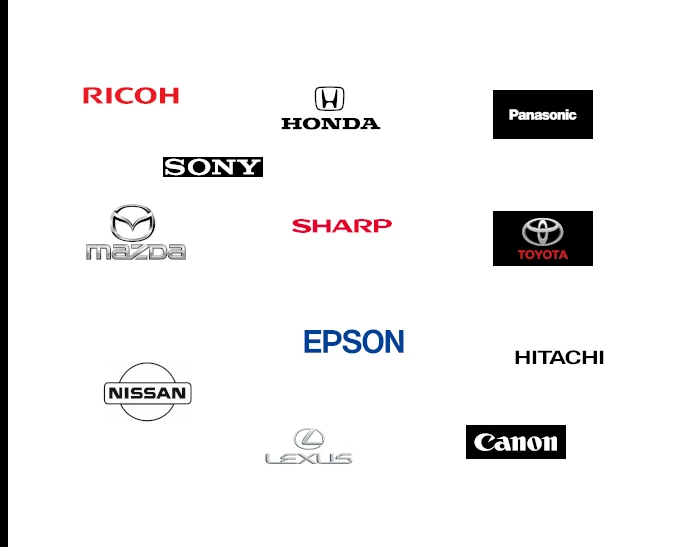 RICOH
HONDA
Panasonic
SONY
mazda
SHARP
TOYOTA
EPSON
HITACHI
NISSAN
LEXUS
Canon